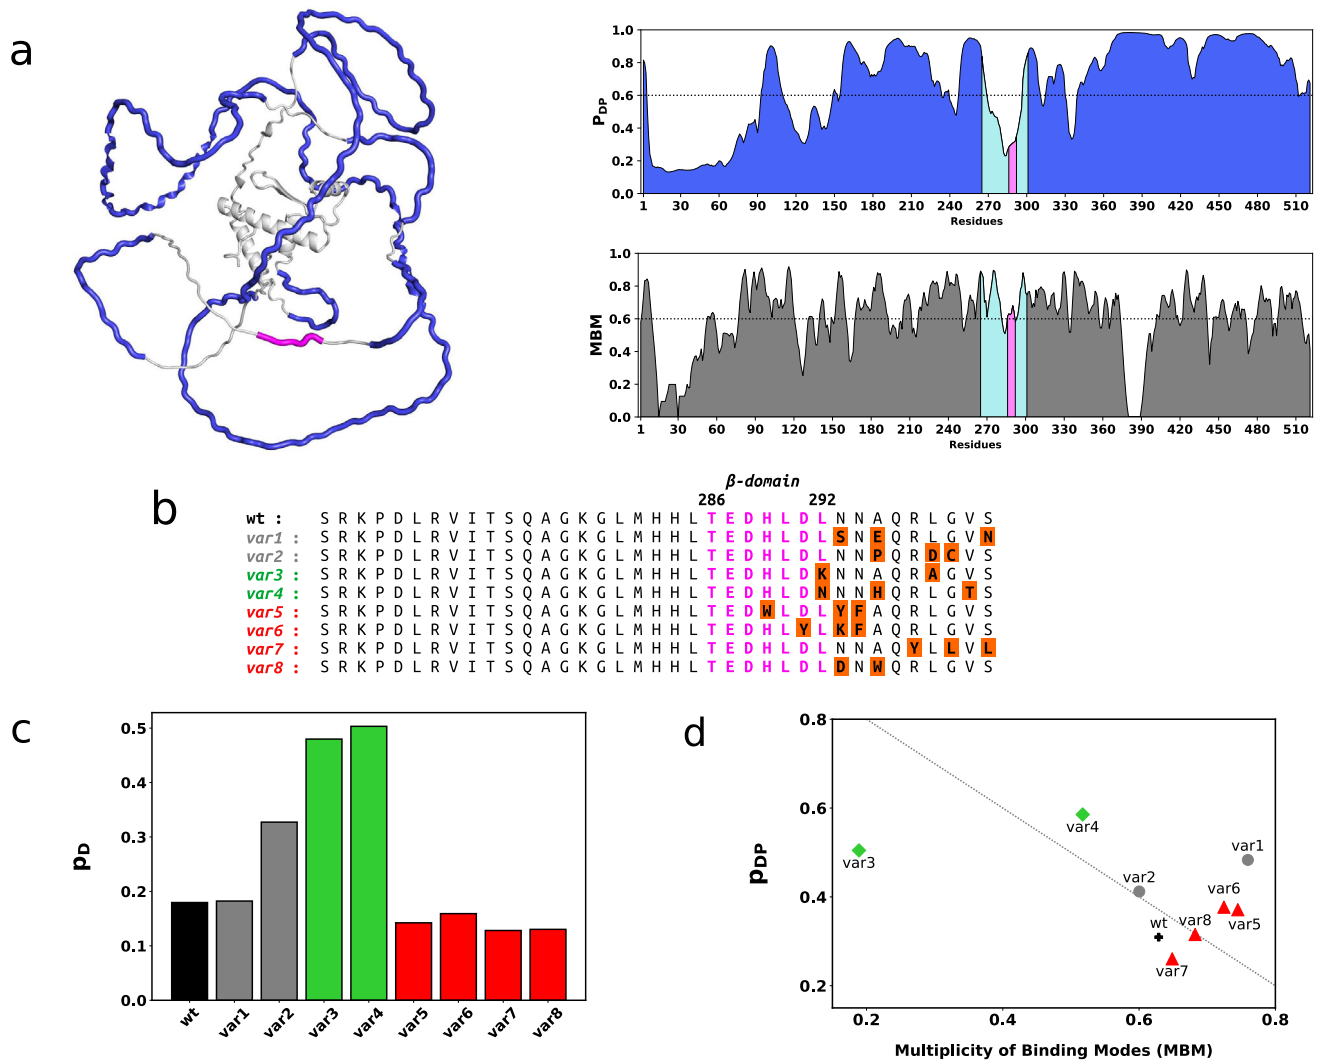 a
1.0
0.8
0.6
0.4
0.2
0.0
PDP
1 30 60 90 120 150 180 210 240 270 300 330 360 390 420 450 480 510
Residues
1.0
0.8
0.6
0.4
0.2
0.0
MBM
1 30 60 90 120 150 180 210 240 270 300 330 360 390 420 450 480 510
Residues
b
β-domain
286 292
wt : S R K P D L R V I T S Q A G K G L M H H L T E D H L D L N N A Q R L G V S
var1 : S R K P D L R V I T S Q A G K G L M H H L T E D H L D L S N E Q R L G V N
var2 : S R K P D L R V I T S Q A G K G L M H H L T E D H L D L N N P Q R D C V S
var3 : S R K P D L R V I T S Q A G K G L M H H L T E D H L D K N N A Q R A G V S
var4 : S R K P D L R V I T S Q A G K G L M H H L T E D H L D N N N H Q R L G T S
var5 : S R K P D L R V I T S Q A G K G L M H H L T E D W L D L Y F A Q R L G V S
var6 : S R K P D L R V I T S Q A G K G L M H H L T E D H L Y L K F A Q R L G V S
var7 : S R K P D L R V I T S Q A G K G L M H H L T E D H L D L N N A Q Y L L V L
var8 : S R K P D L R V I T S Q A G K G L M H H L T E D H L D L D N W Q R L G V S
c
0.5
0.4
0.3
0.2
0.1
0.0
pD
wt var1 var2 var3 var4 var5 var6 var7 var8
d
0.8
0.6
0.4
0.2
pDP
var4
var3
var1
var2
var6
wt
var8
var5
var7
0.2 0.4 0.6 0.8
Multiplicity of Binding Modes (MBM)